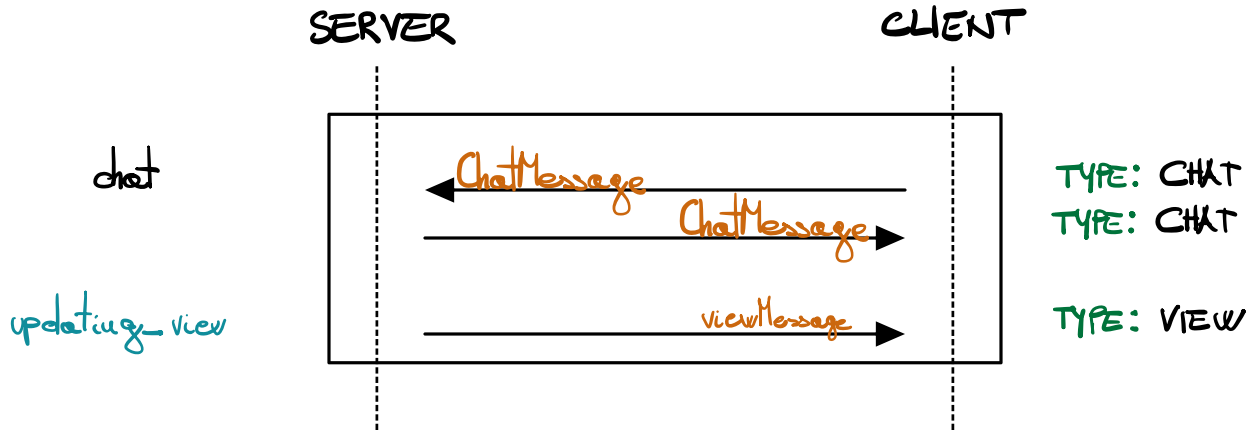 SERVER CLIENT
chat ChatMessage TYPE: CHAT
ChatMessage TYPE: CHAT
updating_view viewMessage TYPE: VIEW